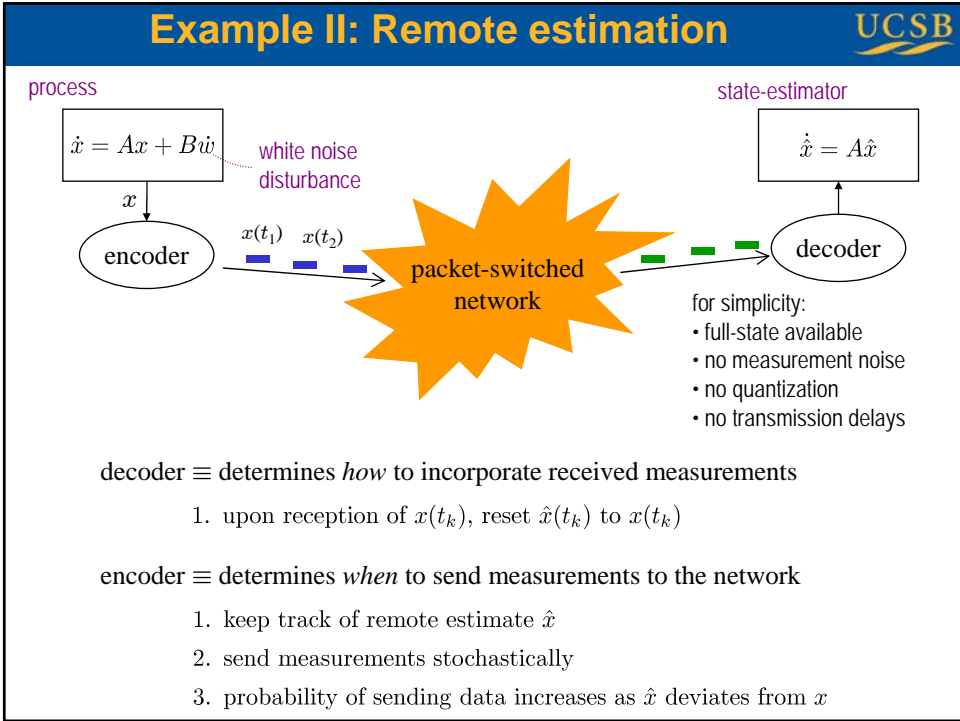 Example II: Remote estimation
UCSB
process
state-estimator
ẋ = Ax + Bẇ
white noise
disturbance
x̂̇ = Ax̂
x
encoder
x(t₁) x(t₂)
packet-switched
network
decoder
for simplicity:
• full-state available
• no measurement noise
• no quantization
• no transmission delays
decoder ≡ determines how to incorporate received measurements
1. upon reception of x(tₖ), reset x̂(tₖ) to x(tₖ)
encoder ≡ determines when to send measurements to the network
1. keep track of remote estimate x̂
2. send measurements stochastically
3. probability of sending data increases as x̂ deviates from x